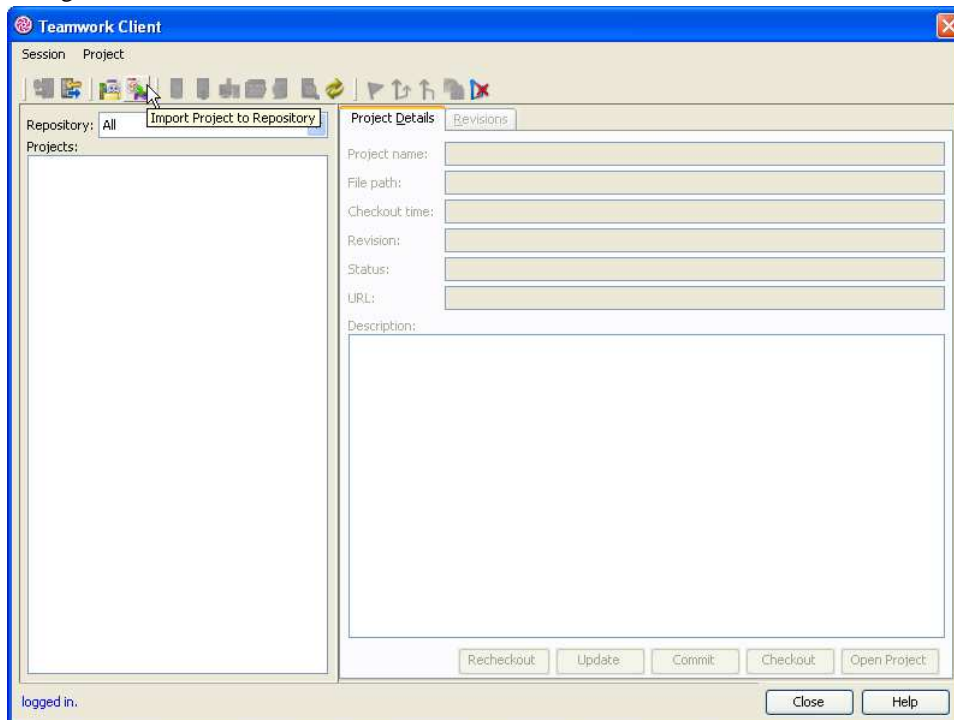 Teamwork Client
Session Project
Repository: All
Import Project to Repository
Projects:
Project Details Revisions
Project name:
File path:
Checkout time:
Revision:
Status:
URL:
Description:
Recheckout Update Commit Checkout Open Project
logged in.
Close Help